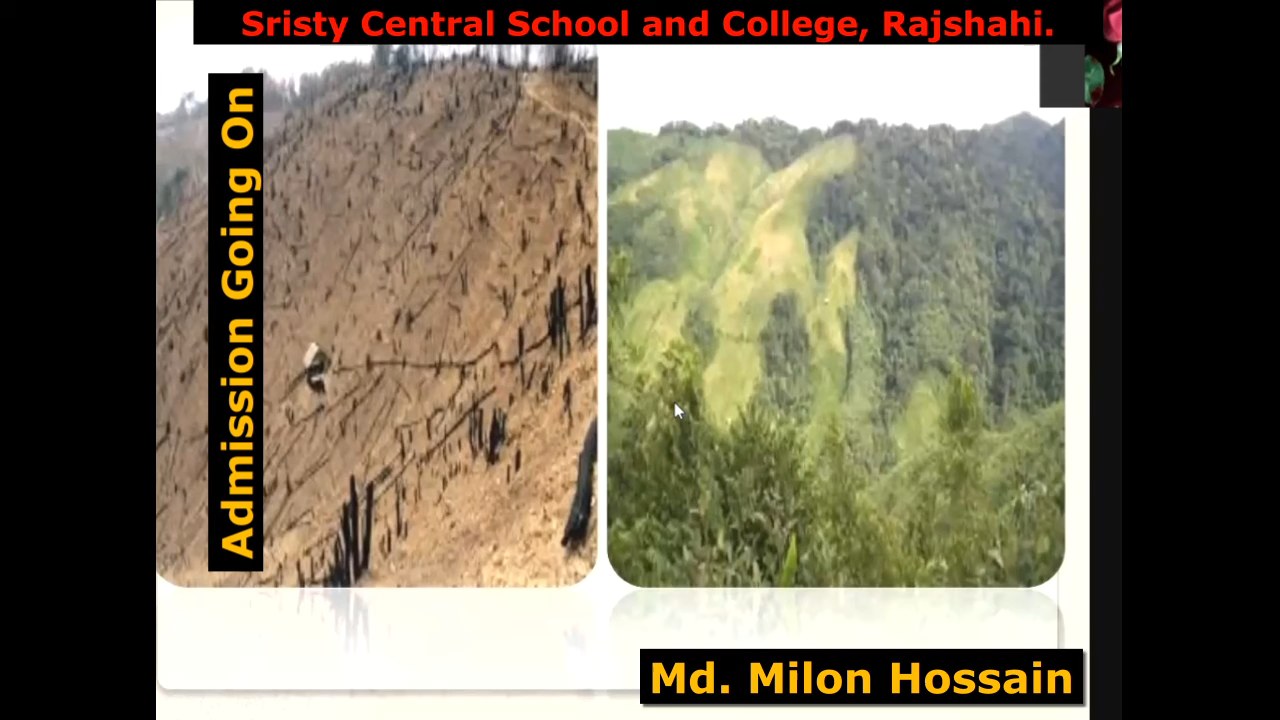 Sristy Central School and College, Rajshahi.
Admission Going On
Md. Milon Hossain